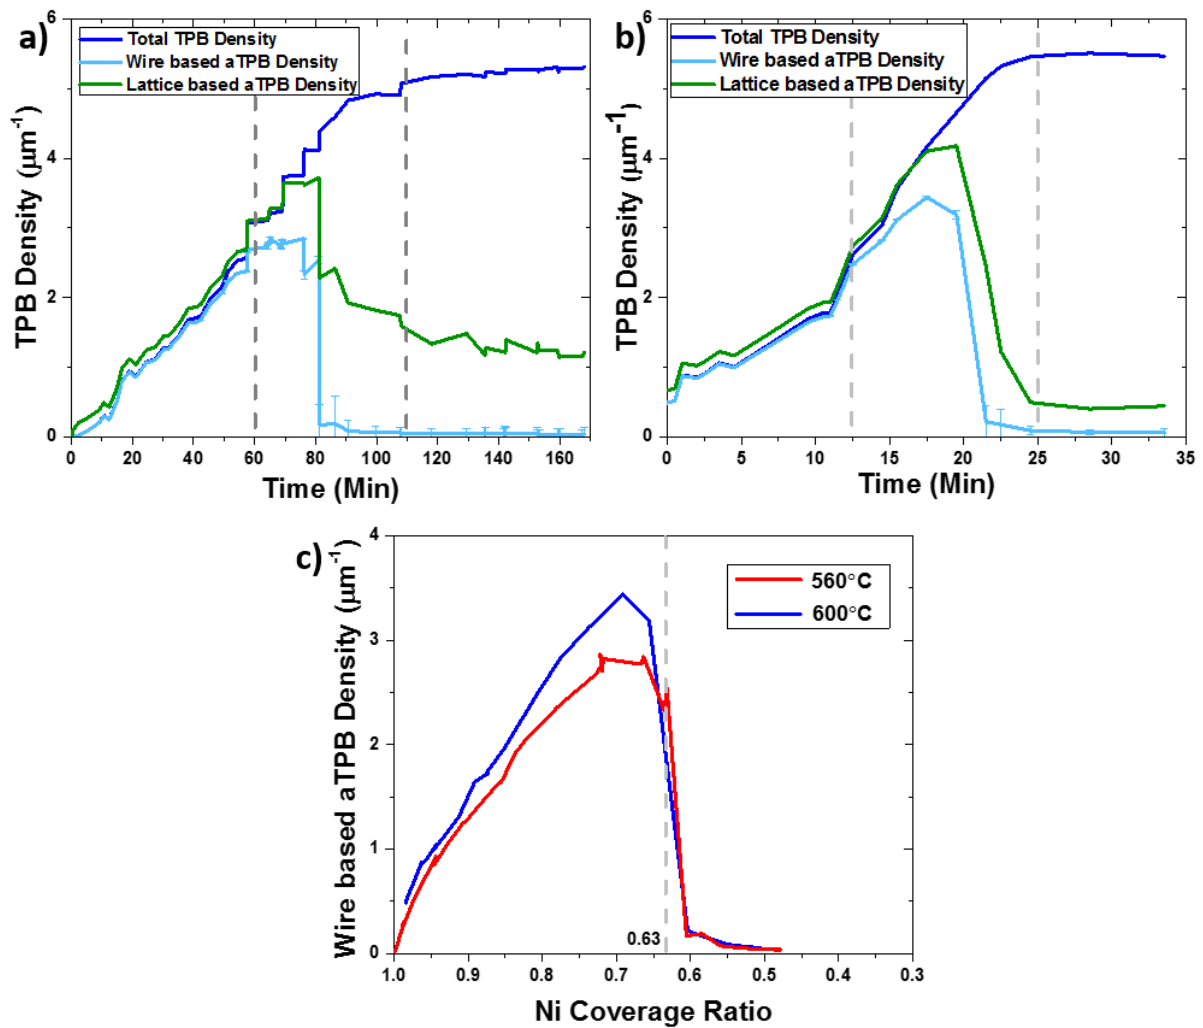 a)
Total TPB Density
Wire based aTPB Density
Lattice based aTPB Density
TPB Density (μm⁻¹)
6
4
2
0
0 20 40 60 80 100 120 140 160
Time (Min)
b)
Total TPB Density
Wire based aTPB Density
Lattice based aTPB Density
TPB Density (μm⁻¹)
6
4
2
0
0 5 10 15 20 25 30 35
Time (Min)
c)
560°C
600°C
Wire based aTPB Density (μm⁻¹)
4
3
2
1
0
0.63
1.0 0.9 0.8 0.7 0.6 0.5 0.4 0.3
Ni Coverage Ratio